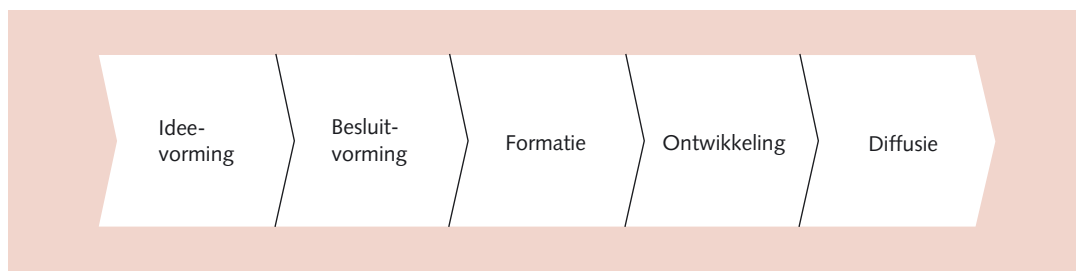 Idee-
vorming
Besluit-
vorming
Formatie
Ontwikkeling
Diffusie